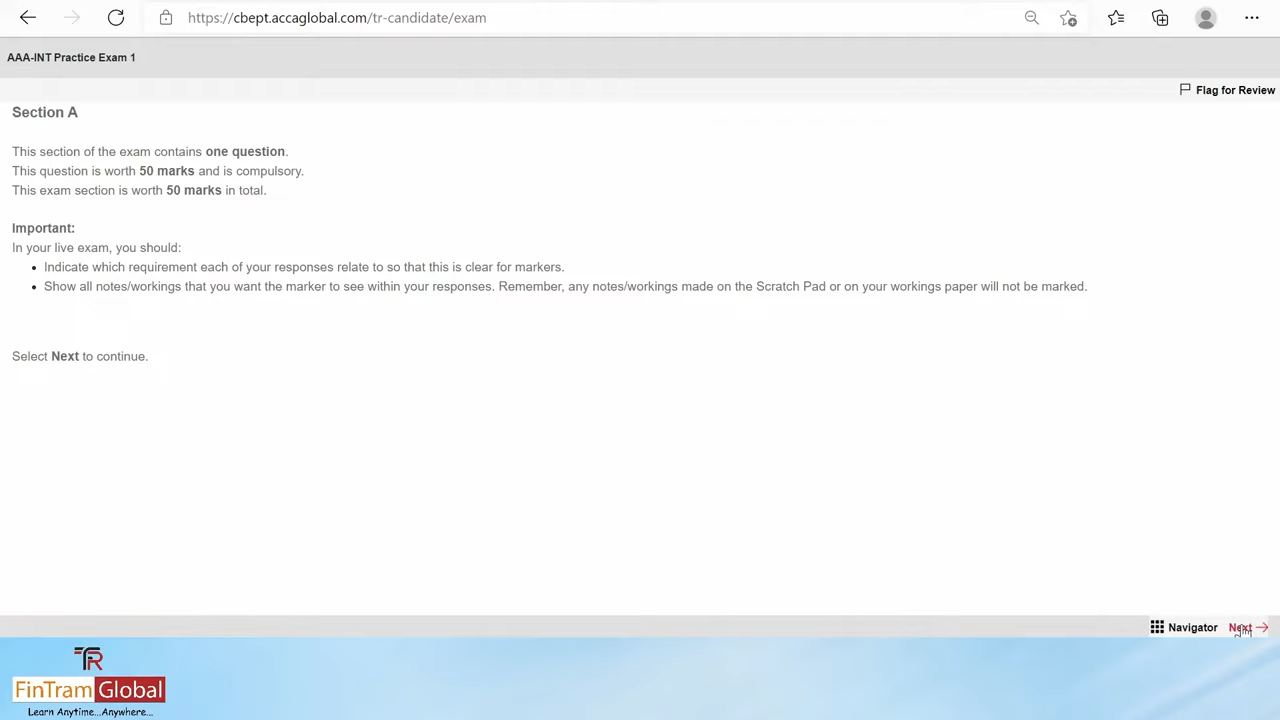 https://cbept.accaglobal.com/tr-candidate/exam
AAA-INT Practice Exam 1
Flag for Review
Section A
This section of the exam contains one question.
This question is worth 50 marks and is compulsory.
This exam section is worth 50 marks in total.
Important:
In your live exam, you should:
Indicate which requirement each of your responses relate to so that this is clear for markers.
Show all notes/workings that you want the marker to see within your responses. Remember, any notes/workings made on the Scratch Pad or on your workings paper will not be marked.
Select Next to continue.
Navigator Next
TR
FinTram Global
Learn Anytime...Anywhere...